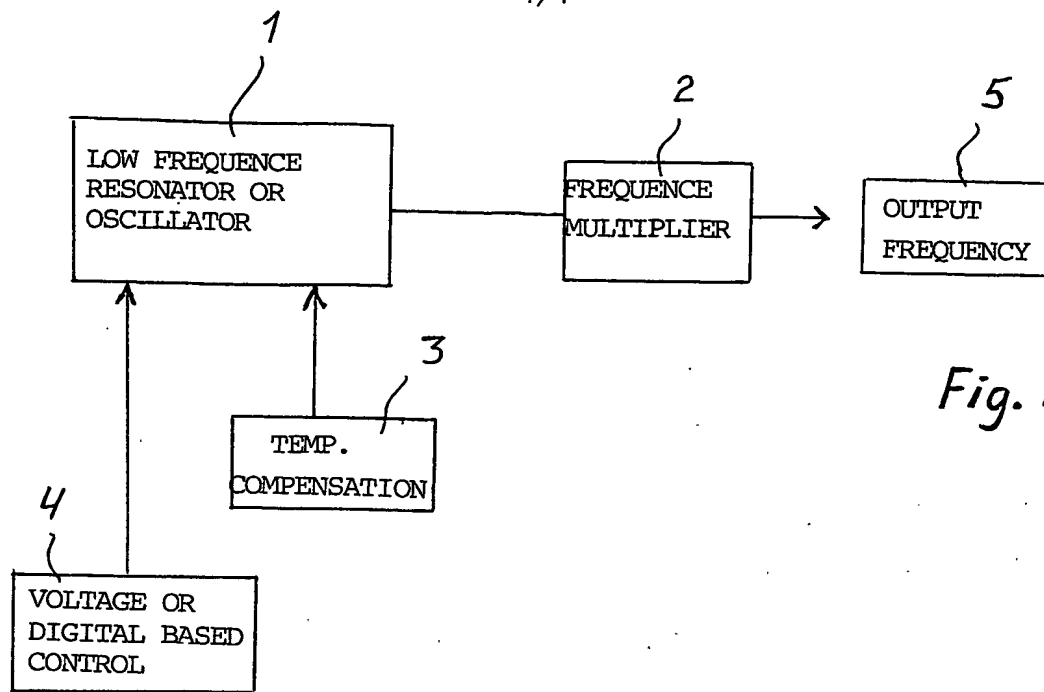 1
2
5
LOW FREQUENCE
RESONATOR OR
OSCILLATOR
FREQUENCE
MULTIPLIER
OUTPUT
FREQUENCY
3
Fig.
TEMP.
COMPENSATION
4
VOLTAGE OR
DIGITAL BASED
CONTROL